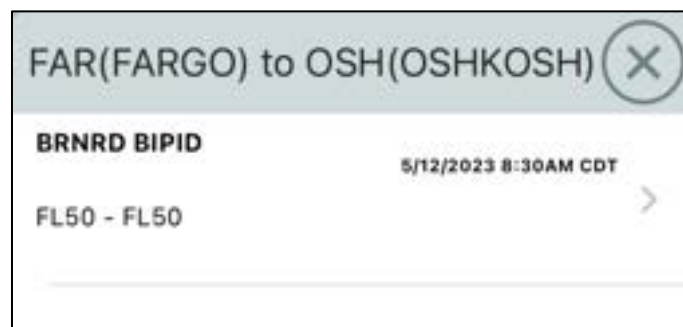 FAR(FARGO) to OSH(OSHKOSH)
BRNRD BIPID
5/12/2023 8:30AM CDT
FL50 - FL50